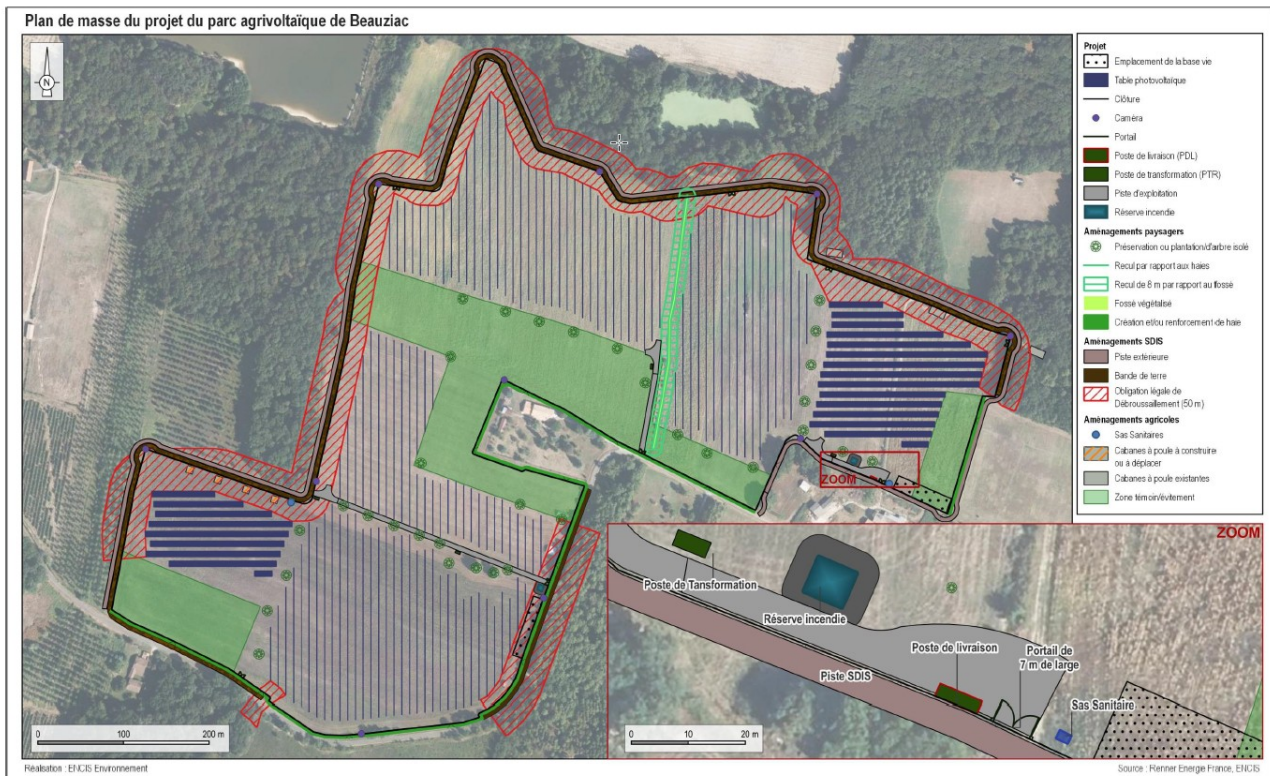 Plan de masse du projet du parc agrivoltaïque de Beauziac
N
ZOOM
0 100 200 m
ZOOM
Poste de Tansformation
Réserve incendie
Poste de livraison
Portail de
7 m de large
Piste SDIS
Sas Sanitaire
0 10 20 m
Projet
Emplacement de la base vie
Table photovoltaïque
Clôture
Caméra
Portail
Poste de livraison (PDL)
Poste de transformation (PTR)
Piste d'exploitation
Réserve incendie
Aménagements paysagers
Préservation ou plantation/d'arbre isolé
Recul par rapport aux haies
Recul de 8 m par rapport au fossé
Fossé végétalisé
Création et/ou renforcement de haie
Aménagements SDIS
Piste extérieure
Bande de terre
Obligation légale de
Débroussaillement (50 m)
Aménagements agricoles
Sas Sanitaires
Cabanes à poule à construire
ou à déplacer
Cabanes à poule existantes
Zone témoin/évitement
Réalisation : ENCIS Environnement
Source : Renner Energie France, ENCIS